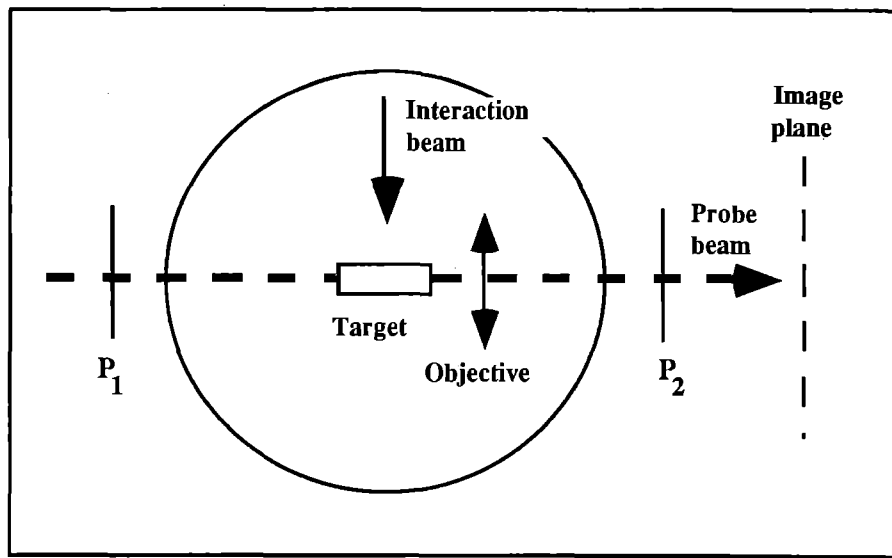 Interaction
beam
Image
plane
Probe
beam
Target
Objective
P1
P2